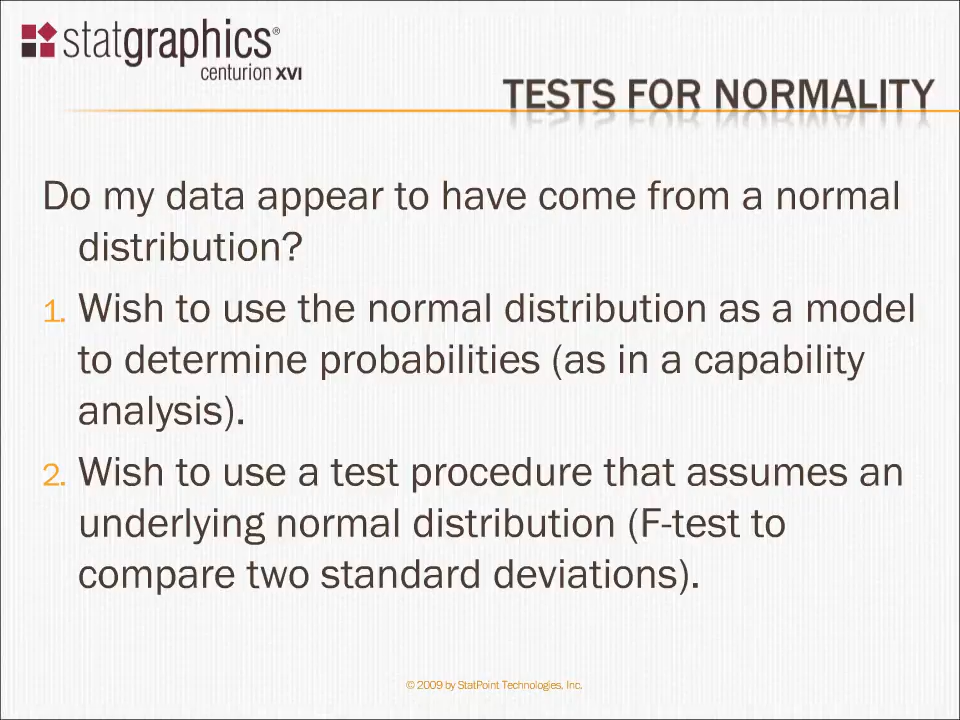 statgraphics®
centurion XVI
TESTS FOR NORMALITY
Do my data appear to have come from a normal
distribution?
1. Wish to use the normal distribution as a model
to determine probabilities (as in a capability
analysis).
2. Wish to use a test procedure that assumes an
underlying normal distribution (F-test to
compare two standard deviations).
© 2009 by StatPoint Technologies, Inc.